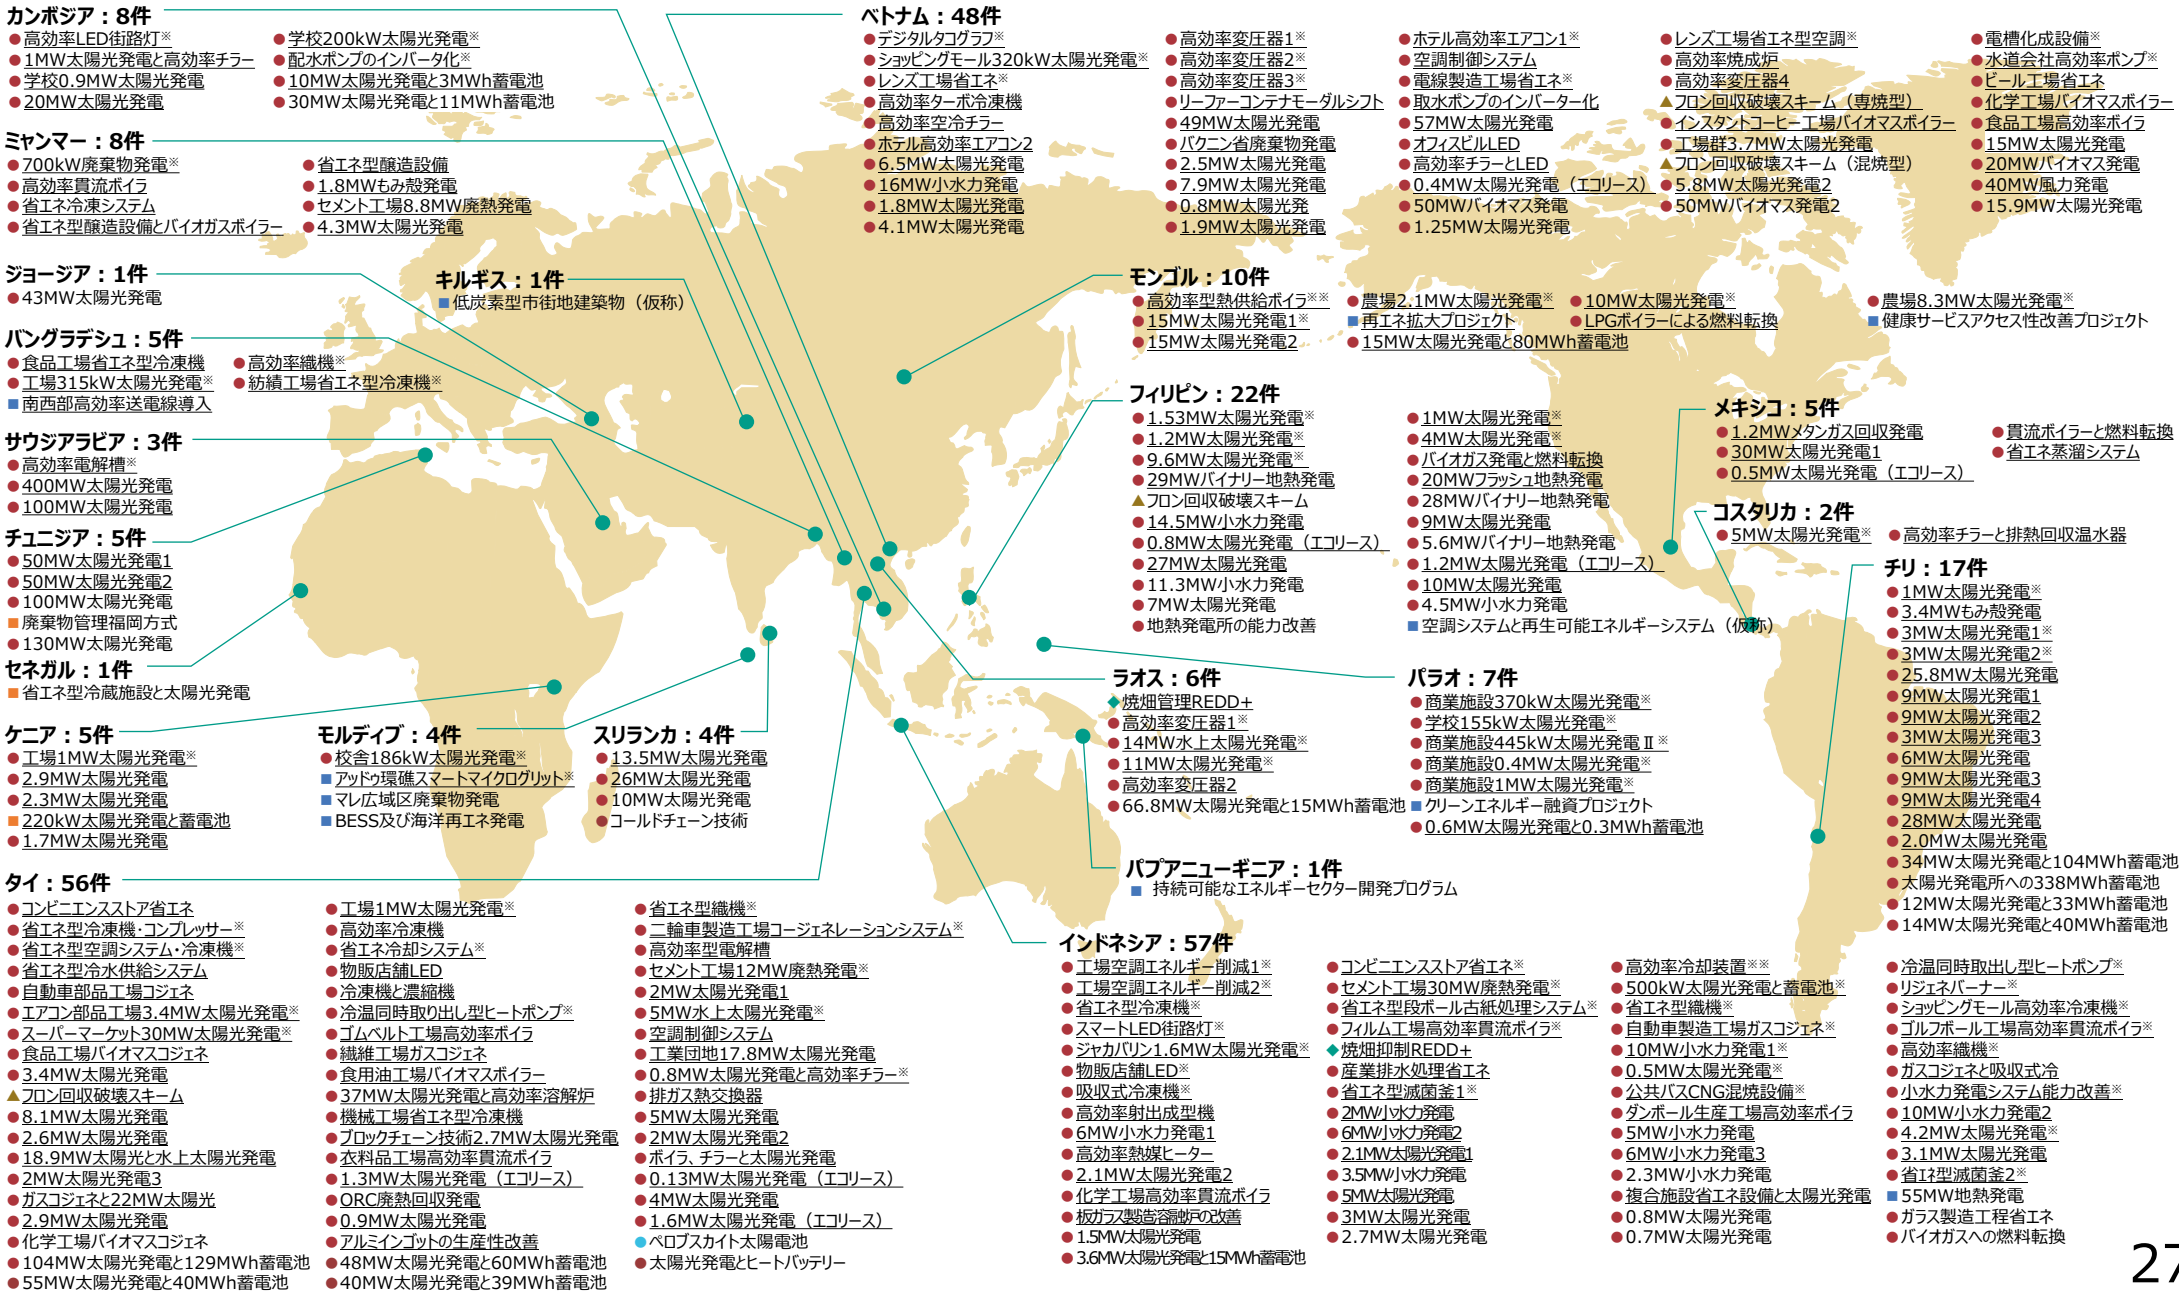 カンボジア：8件
●高効率LED街路灯※
●1MW太陽光発電と高効率チラー
●学校0.9MW太陽光発電
●20MW太陽光発電
●学校200kW太陽光発電※
●配水ポンプのインバータ化※
●10MW太陽光発電と3MWh蓄電池
●30MW太陽光発電と11MWh蓄電池
ミャンマー：8件
●700kW廃棄物発電※
●高効率貫流ボイラ
●省エネ冷凍システム
●省エネ型醸造設備とバイオガスボイラー
●省エネ型醸造設備
●1.8MWもみ殻発電
●セメント工場8.8MW廃熱発電
●4.3MW太陽光発電
ジョージア：1件
●43MW太陽光発電
キルギス：1件
■低炭素型市街地建築物（仮称）
バングラデシュ：5件
●食品工場省エネ型冷凍機
●工場315kW太陽光発電※
■南西部高効率送電線導入
●高効率織機※
●紡績工場省エネ型冷凍機※
サウジアラビア：3件
●高効率電解槽※
●400MW太陽光発電
●100MW太陽光発電
チュニジア：5件
●50MW太陽光発電1
●50MW太陽光発電2
●100MW太陽光発電
■廃棄物管理福岡方式
●130MW太陽光発電
セネガル：1件
■省エネ型冷蔵施設と太陽光発電
ケニア：5件
●工場1MW太陽光発電※
●2.9MW太陽光発電
●2.3MW太陽光発電
■220kW太陽光発電と蓄電池
●1.7MW太陽光発電
モルディブ：4件
●校舎186kW太陽光発電※
■アッドゥ環礁スマートマイクログリット※
■マレ広域区廃棄物発電
■BESS及び海洋再エネ発電
スリランカ：4件
●13.5MW太陽光発電
●26MW太陽光発電
●10MW太陽光発電
●コールドチェーン技術
ベトナム：48件
●デジタルタコグラフ※
●ショッピングモール320kW太陽光発電※
●レンズ工場省エネ※
●高効率ターボ冷凍機
●高効率空冷チラー
●ホテル高効率エアコン2
●6.5MW太陽光発電
●16MW小水力発電
●1.8MW太陽光発電
●4.1MW太陽光発電
●高効率変圧器1※
●高効率変圧器2※
●高効率変圧器3※
●リーファーコンテナモーダルシフト
●49MW太陽光発電
●バクニン省廃棄物発電
●2.5MW太陽光発電
●7.9MW太陽光発電
●0.8MW太陽光発
●1.9MW太陽光発電
●ホテル高効率エアコン1※
●空調制御システム
●電線製造工場省エネ※
●取水ポンプのインバーター化
●57MW太陽光発電
●オフィスビルLED
●高効率チラーとLED
●0.4MW太陽光発電（エコリース）
●50MWバイオマス発電
●1.25MW太陽光発電
●レンズ工場省エネ型空調※
●高効率焼成炉
●高効率変圧器4
▲フロン回収破壊スキーム（専焼型）
●インスタントコーヒー工場バイオマスボイラー
●工場群3.7MW太陽光発電
▲フロン回収破壊スキーム（混焼型）
●5.8MW太陽光発電2
●50MWバイオマス発電2
●電槽化成設備※
●水道会社高効率ポンプ※
●ビール工場省エネ
●化学工場バイオマスボイラー
●食品工場高効率ボイラ
●15MW太陽光発電
●20MWバイオマス発電
●40MW風力発電
●15.9MW太陽光発電
モンゴル：10件
●高効率型熱供給ボイラ※※
●15MW太陽光発電1※
●15MW太陽光発電2
●農場2.1MW太陽光発電※
■再エネ拡大プロジェクト
●15MW太陽光発電と80MWh蓄電池
●10MW太陽光発電※
●LPGボイラーによる燃料転換
●農場8.3MW太陽光発電※
■健康サービスアクセス性改善プロジェクト
フィリピン：22件
●1.53MW太陽光発電※
●1.2MW太陽光発電※
●9.6MW太陽光発電※
●29MWバイナリー地熱発電
▲フロン回収破壊スキーム
●14.5MW小水力発電
●0.8MW太陽光発電（エコリース）
●27MW太陽光発電
●11.3MW小水力発電
●7MW太陽光発電
●地熱発電所の能力改善
●1MW太陽光発電※
●4MW太陽光発電※
●バイオガス発電と燃料転換
●20MWフラッシュ地熱発電
●28MWバイナリー地熱発電
●9MW太陽光発電
●5.6MWバイナリー地熱発電
●1.2MW太陽光発電（エコリース）
●10MW太陽光発電
●4.5MW小水力発電
■空調システムと再生可能エネルギーシステム（仮称）
メキシコ：5件
●1.2MWメタンガス回収発電
●30MW太陽光発電1
●0.5MW太陽光発電（エコリース）
●貫流ボイラーと燃料転換
●省エネ蒸溜システム
コスタリカ：2件
●5MW太陽光発電※
●高効率チラーと排熱回収温水器
チリ：17件
●1MW太陽光発電※
●3.4MWもみ殻発電
●3MW太陽光発電1※
●3MW太陽光発電2※
●25.8MW太陽光発電
●9MW太陽光発電1
●9MW太陽光発電2
●3MW太陽光発電3
●6MW太陽光発電
●9MW太陽光発電3
●9MW太陽光発電4
●28MW太陽光発電
●2.0MW太陽光発電
●34MW太陽光発電と104MWh蓄電池
●太陽光発電所への338MWh蓄電池
●12MW太陽光発電と33MWh蓄電池
●14MW太陽光発電と40MWh蓄電池
ラオス：6件
◆焼畑管理REDD+
●高効率変圧器1※
●14MW水上太陽光発電※
●11MW太陽光発電※
●高効率変圧器2
●66.8MW太陽光発電と15MWh蓄電池
パラオ：7件
●商業施設370kW太陽光発電※
●学校155kW太陽光発電※
●商業施設445kW太陽光発電Ⅱ※
●商業施設0.4MW太陽光発電※
●商業施設1MW太陽光発電※
■クリーンエネルギー融資プロジェクト
●0.6MW太陽光発電と0.3MWh蓄電池
パプアニューギニア：1件
■ 持続可能なエネルギーセクター開発プログラム
タイ：56件
●コンビニエンスストア省エネ
●省エネ型冷凍機・コンプレッサー※
●省エネ型空調システム・冷凍機※
●省エネ型冷水供給システム
●自動車部品工場コジェネ
●エアコン部品工場3.4MW太陽光発電※
●スーパーマーケット30MW太陽光発電※
●食品工場バイオマスコジェネ
●3.4MW太陽光発電
▲フロン回収破壊スキーム
●8.1MW太陽光発電
●2.6MW太陽光発電
●18.9MW太陽光と水上太陽光発電
●2MW太陽光発電3
●ガスコジェネと22MW太陽光
●2.9MW太陽光発電
●化学工場バイオマスコジェネ
●104MW太陽光発電と129MWh蓄電池
●55MW太陽光発電と40MWh蓄電池
●工場1MW太陽光発電※
●高効率冷凍機
●省エネ冷却システム※
●物販店舗LED
●冷凍機と濃縮機
●冷温同時取り出し型ヒートポンプ※
●ゴムベルト工場高効率ボイラ
●繊維工場ガスコジェネ
●食用油工場バイオマスボイラー
●37MW太陽光発電と高効率溶解炉
●機械工場省エネ型冷凍機
●ブロックチェーン技術2.7MW太陽光発電
●衣料品工場高効率貫流ボイラ
●1.3MW太陽光発電（エコリース）
●ORC廃熱回収発電
●0.9MW太陽光発電
●アルミインゴットの生産性改善
●48MW太陽光発電と60MWh蓄電池
●40MW太陽光発電と39MWh蓄電池
●省エネ型織機※
●二輪車製造工場コージェネレーションシステム※
●高効率型電解槽
●セメント工場12MW廃熱発電※
●2MW太陽光発電1
●5MW水上太陽光発電※
●空調制御システム
●工業団地17.8MW太陽光発電
●0.8MW太陽光発電と高効率チラー※
●排ガス熱交換器
●5MW太陽光発電
●2MW太陽光発電2
●ボイラ、チラーと太陽光発電
●0.13MW太陽光発電（エコリース）
●4MW太陽光発電
●1.6MW太陽光発電（エコリース）
●ペロブスカイト太陽電池
●太陽光発電とヒートバッテリー
インドネシア：57件
●工場空調エネルギー削減1※
●工場空調エネルギー削減2※
●省エネ型冷凍機※
●スマートLED街路灯※
●ジャカバリン1.6MW太陽光発電※
●物販店舗LED※
●吸収式冷凍機※
●高効率射出成型機
●6MW小水力発電1
●高効率熱媒ヒーター
●2.1MW太陽光発電2
●化学工場高効率貫流ボイラ
●板ガラス製造溶融炉の改善
●1.5MW太陽光発電
●3.6MW太陽光発電と15MWh蓄電池
●コンビニエンスストア省エネ※
●セメント工場30MW廃熱発電※
●省エネ型段ボール古紙処理システム※
●フィルム工場高効率貫流ボイラ※
◆焼畑抑制REDD+
●産業排水処理省エネ
●省エネ型滅菌釜1※
●2MW小水力発電
●6MW小水力発電2
●2.1MW太陽光発電1
●3.5MW小水力発電
●5MW太陽光発電
●3MW太陽光発電
●2.7MW太陽光発電
●高効率冷却装置※※
●500kW太陽光発電と蓄電池※
●省エネ型織機※
●自動車製造工場ガスコジェネ※
●10MW小水力発電1※
●0.5MW太陽光発電※
●公共バスCNG混焼設備※
●ダンボール生産工場高効率ボイラ
●5MW小水力発電
●6MW小水力発電3
●2.3MW小水力発電
●複合施設省エネ設備と太陽光発電
●0.8MW太陽光発電
●0.7MW太陽光発電
●冷温同時取出し型ヒートポンプ※
●リジェネバーナー※
●ショッピングモール高効率冷凍機※
●ゴルフボール工場高効率貫流ボイラ※
●高効率織機※
●ガスコジェネと吸収式冷
●小水力発電システム能力改善※
●10MW小水力発電2
●4.2MW太陽光発電※
●3.1MW太陽光発電
●省ｴﾈ型滅菌釜2※
■55MW地熱発電
●ガラス製造工程省エネ
●バイオガスへの燃料転換
27